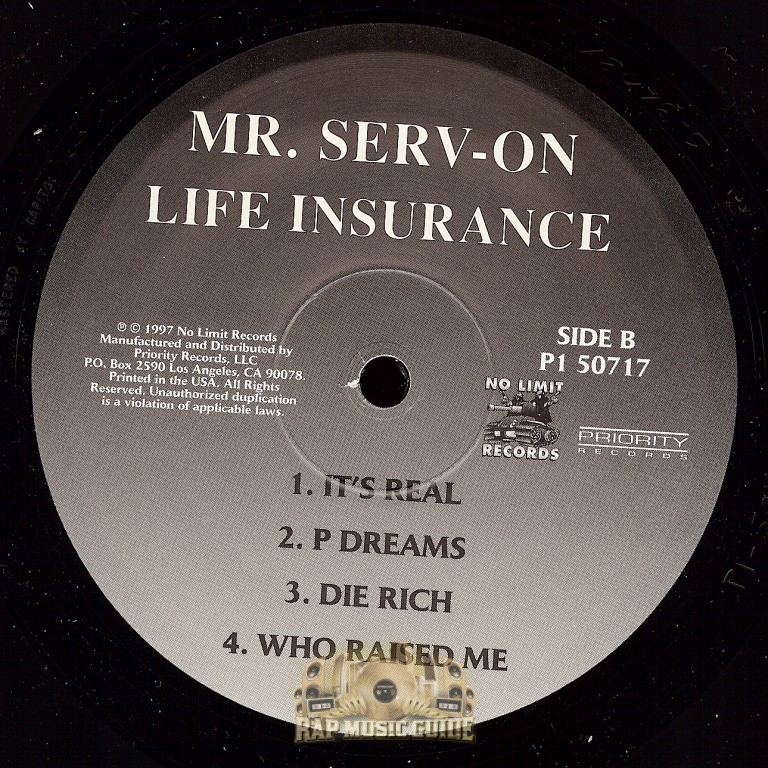 MR. SERV-ON
LIFE INSURANCE
℗ © 1997 No Limit Records
Manufactured and Distributed by
Priority Records, LLC
P.O. Box 2590 Los Angeles, CA 90078.
Printed in the USA. All Rights
Reserved. Unauthorized duplication
is a violation of applicable laws.
SIDE B
P1 50717
NO LIMIT
RECORDS
PRIORITY
RECORDS
1. IT'S REAL
2. P DREAMS
3. DIE RICH
4. WHO RAISED ME
RAP MUSIC GUIDE